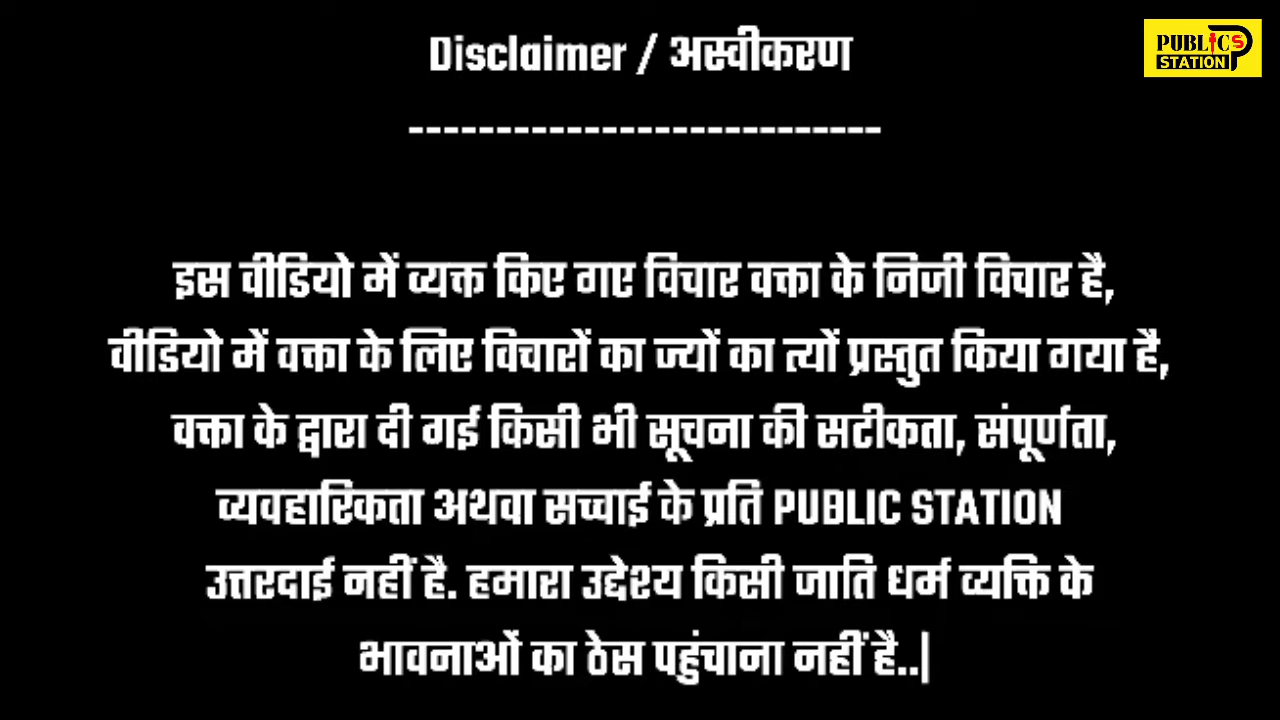 PUBLICS
STATION
Disclaimer / अस्वीकरण
---------------------------
इस वीडियो में व्यक्त किए गए विचार वक्ता के निजी विचार है,
वीडियो में वक्ता के लिए विचारों का ज्यों का त्यों प्रस्तुत किया गया है,
वक्ता के द्वारा दी गई किसी भी सूचना की सटीकता, संपूर्णता,
व्यवहारिकता अथवा सच्चाई के प्रति PUBLIC STATION
उत्तरदाई नहीं है. हमारा उद्देश्य किसी जाति धर्म व्यक्ति के
भावनाओं का ठेस पहुंचाना नहीं है..|